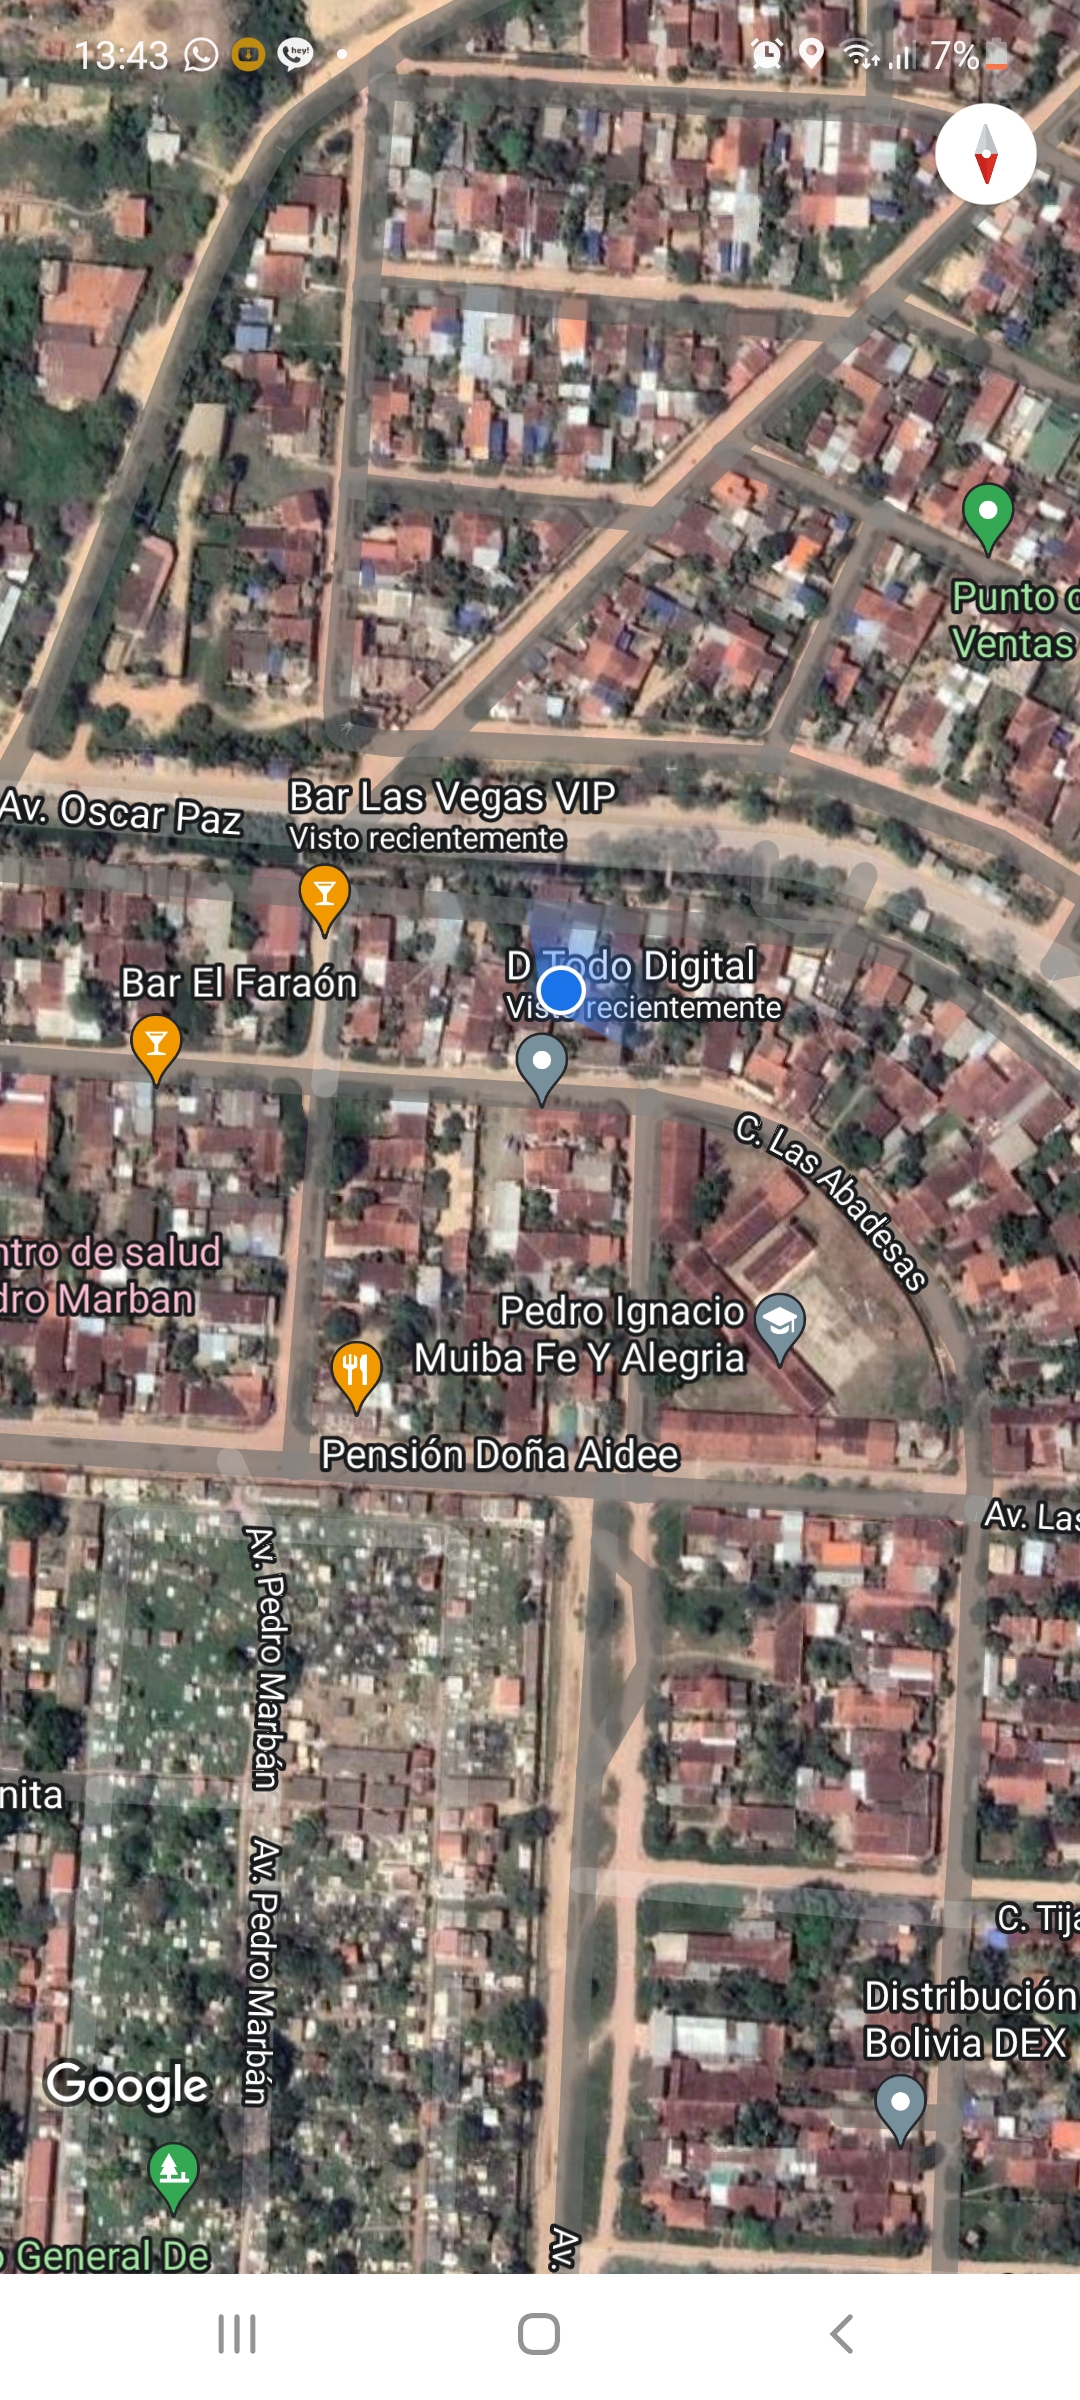 13:43
hey!
7%
Punto d
Ventas
Av. Oscar Paz
Bar Las Vegas VIP
Visto recientemente
Bar El Faraón
D Todo Digital
Visto recientemente
C. Las Abadesas
ntro de salud
dro Marban
Pedro Ignacio
Muiba Fe Y Alegria
Pensión Doña Aidee
Av. Las
Av. Pedro Marbán
nita
Av. Pedro Marbán
C. Tija
Distribución
Bolivia DEX
Google
o General De
Av.